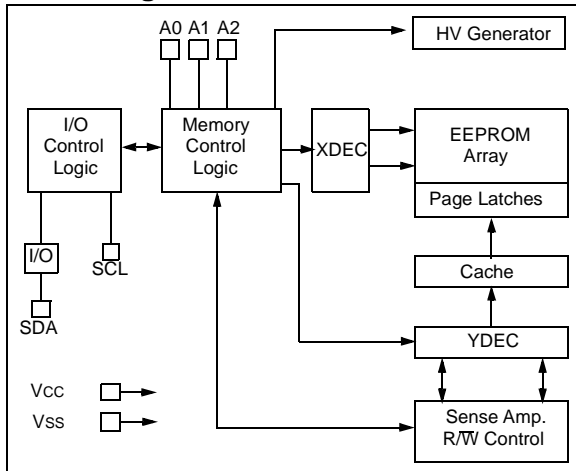 A0 A1 A2
HV Generator
I/O
Control
Logic
Memory
Control
Logic
XDEC
EEPROM
Array
Page Latches
I/O
SCL
SDA
Cache
YDEC
VCC
VSS
Sense Amp.
R/W̅ Control